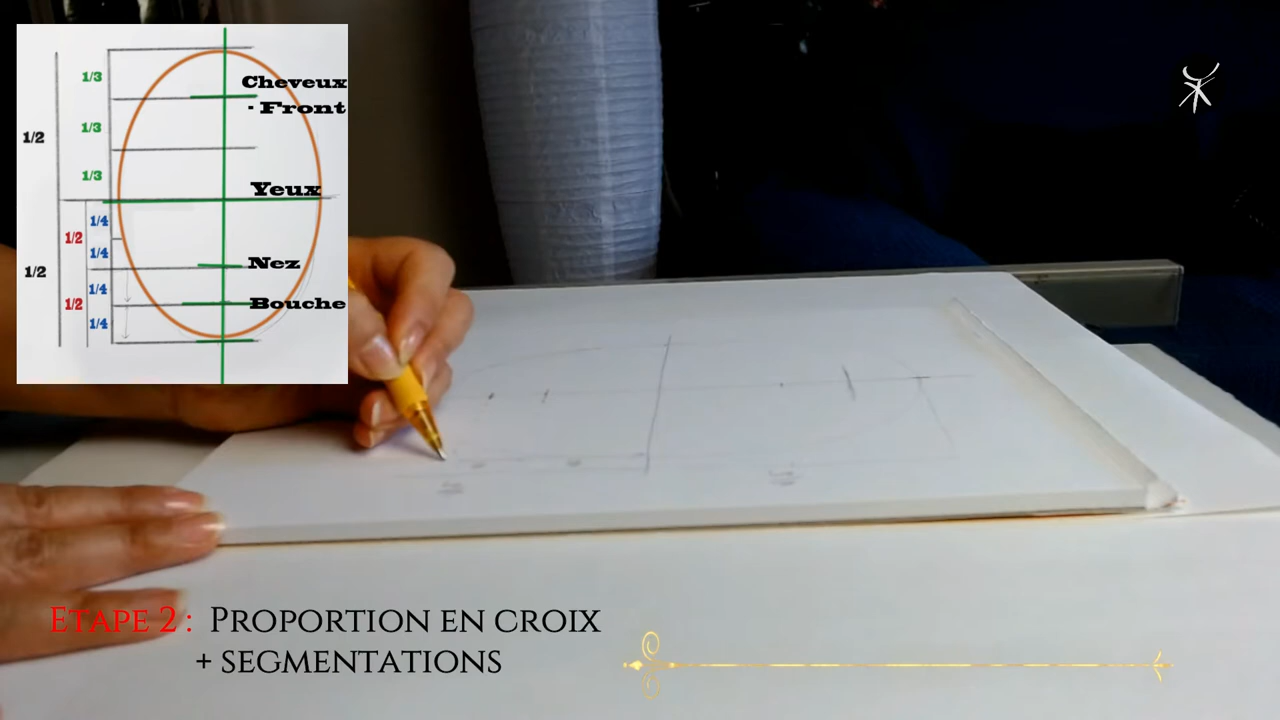 1/3
Cheveux
- Front
1/3
1/2
1/3
Yeux
1/4
1/2
1/4
Nez
1/2
1/4
1/2
Bouche
1/4
Etape 2 : Proportion en croix
+ segmentations